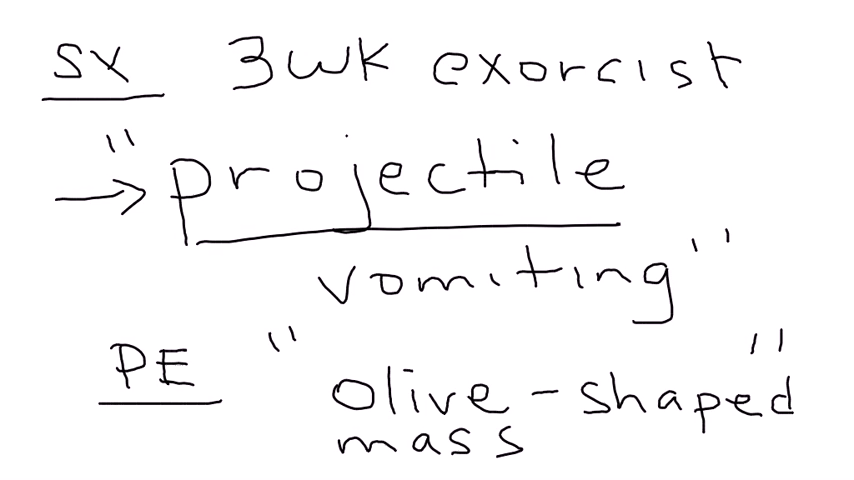 SX 3wk exorcist
→ "projectile
vomiting"
PE "olive-shaped"
mass